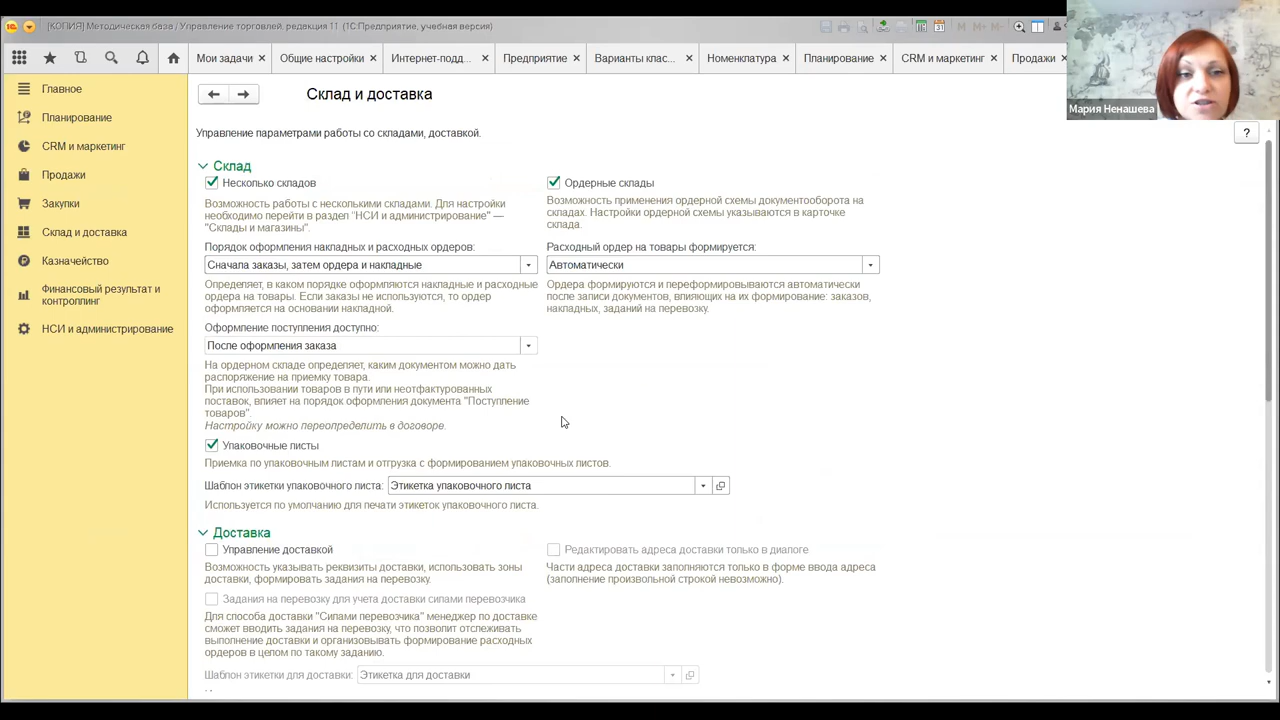 [КОПИЯ] Методическая база / Управление торговлей, редакция 11 (1С:Предприятие, учебная версия)
M M+ M-
Мои задачи × Общие настройки × Интернет-подд... × Предприятие × Варианты клас... × Номенклатура × Планирование × CRM и маркетинг × Продажи
Мария Ненашева
Главное
Планирование
CRM и маркетинг
Продажи
Закупки
Склад и доставка
Казначейство
Финансовый результат и
контроллинг
НСИ и администрирование
Склад и доставка
Управление параметрами работы со складами, доставкой.
?
Склад
Несколько складов
Возможность работы с несколькими складами. Для настройки
необходимо перейти в раздел "НСИ и администрирование" —
"Склады и магазины".
Ордерные склады
Возможность применения ордерной схемы документооборота на
складах. Настройки ордерной схемы указываются в карточке
склада.
Порядок оформления накладных и расходных ордеров:
Сначала заказы, затем ордера и накладные
Определяет, в каком порядке оформляются накладные и расходные
ордера на товары. Если заказы не используются, то ордер
оформляется на основании накладной.
Расходный ордер на товары формируется:
Автоматически
Ордера формируются и переформировываются автоматически
после записи документов, влияющих на их формирование: заказов,
накладных, заданий на перевозку.
Оформление поступления доступно:
После оформления заказа
На ордерном складе определяет, каким документом можно дать
распоряжение на приемку товара.
При использовании товаров в пути или неотфактурованных
поставок, влияет на порядок оформления документа "Поступление
товаров".
Настройку можно переопределить в договоре.
Упаковочные листы
Приемка по упаковочным листам и отгрузка с формированием упаковочных листов.
Шаблон этикетки упаковочного листа: Этикетка упаковочного листа
Используется по умолчанию для печати этикеток упаковочного листа.
Доставка
Управление доставкой
Возможность указывать реквизиты доставки, использовать зоны
доставки, формировать задания на перевозку.
Редактировать адреса доставки только в диалоге
Части адреса доставки заполняются только в форме ввода адреса
(заполнение произвольной строкой невозможно).
Задания на перевозку для учета доставки силами перевозчика
Для способа доставки "Силами перевозчика" менеджер по доставке
сможет вводить задания на перевозку, что позволит отслеживать
выполнение доставки и организовывать формирование расходных
ордеров в целом по такому заданию.
Шаблон этикетки для доставки: Этикетка для доставки